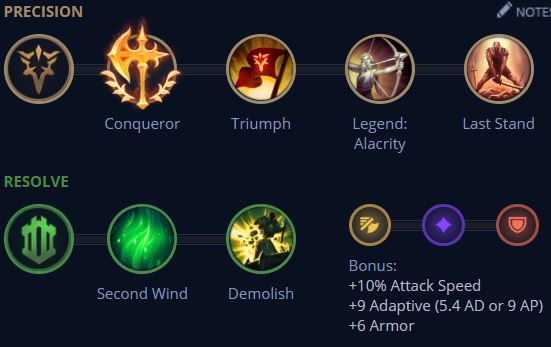 PRECISION
NOTES
Conqueror
Triumph
Legend:
Alacrity
Last Stand
RESOLVE
Second Wind
Demolish
Bonus:
+10% Attack Speed
+9 Adaptive (5.4 AD or 9 AP)
+6 Armor